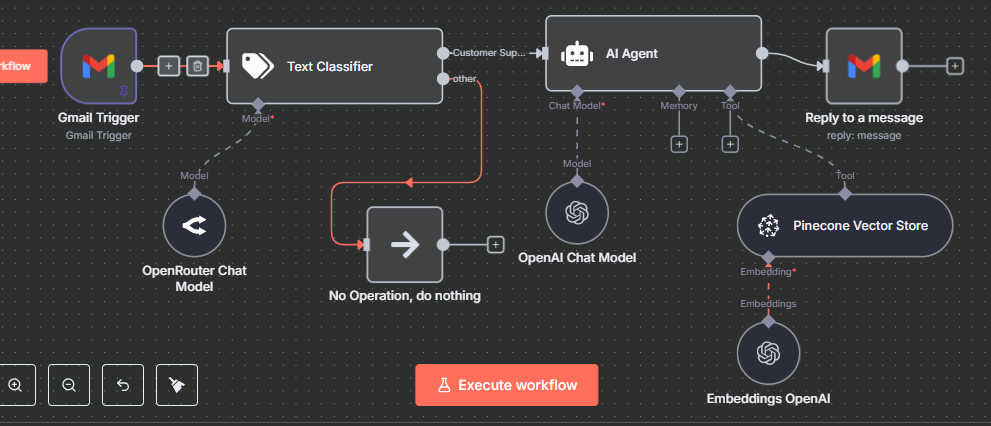 rkflow
Gmail Trigger
Gmail Trigger
Text Classifier
Model*
Customer Sup...
other
Model
OpenRouter Chat
Model
No Operation, do nothing
AI Agent
Chat Model*
Memory
Tool
Model
OpenAI Chat Model
Reply to a message
reply: message
Tool
Pinecone Vector Store
Embedding*
Embeddings
Embeddings OpenAI
Execute workflow